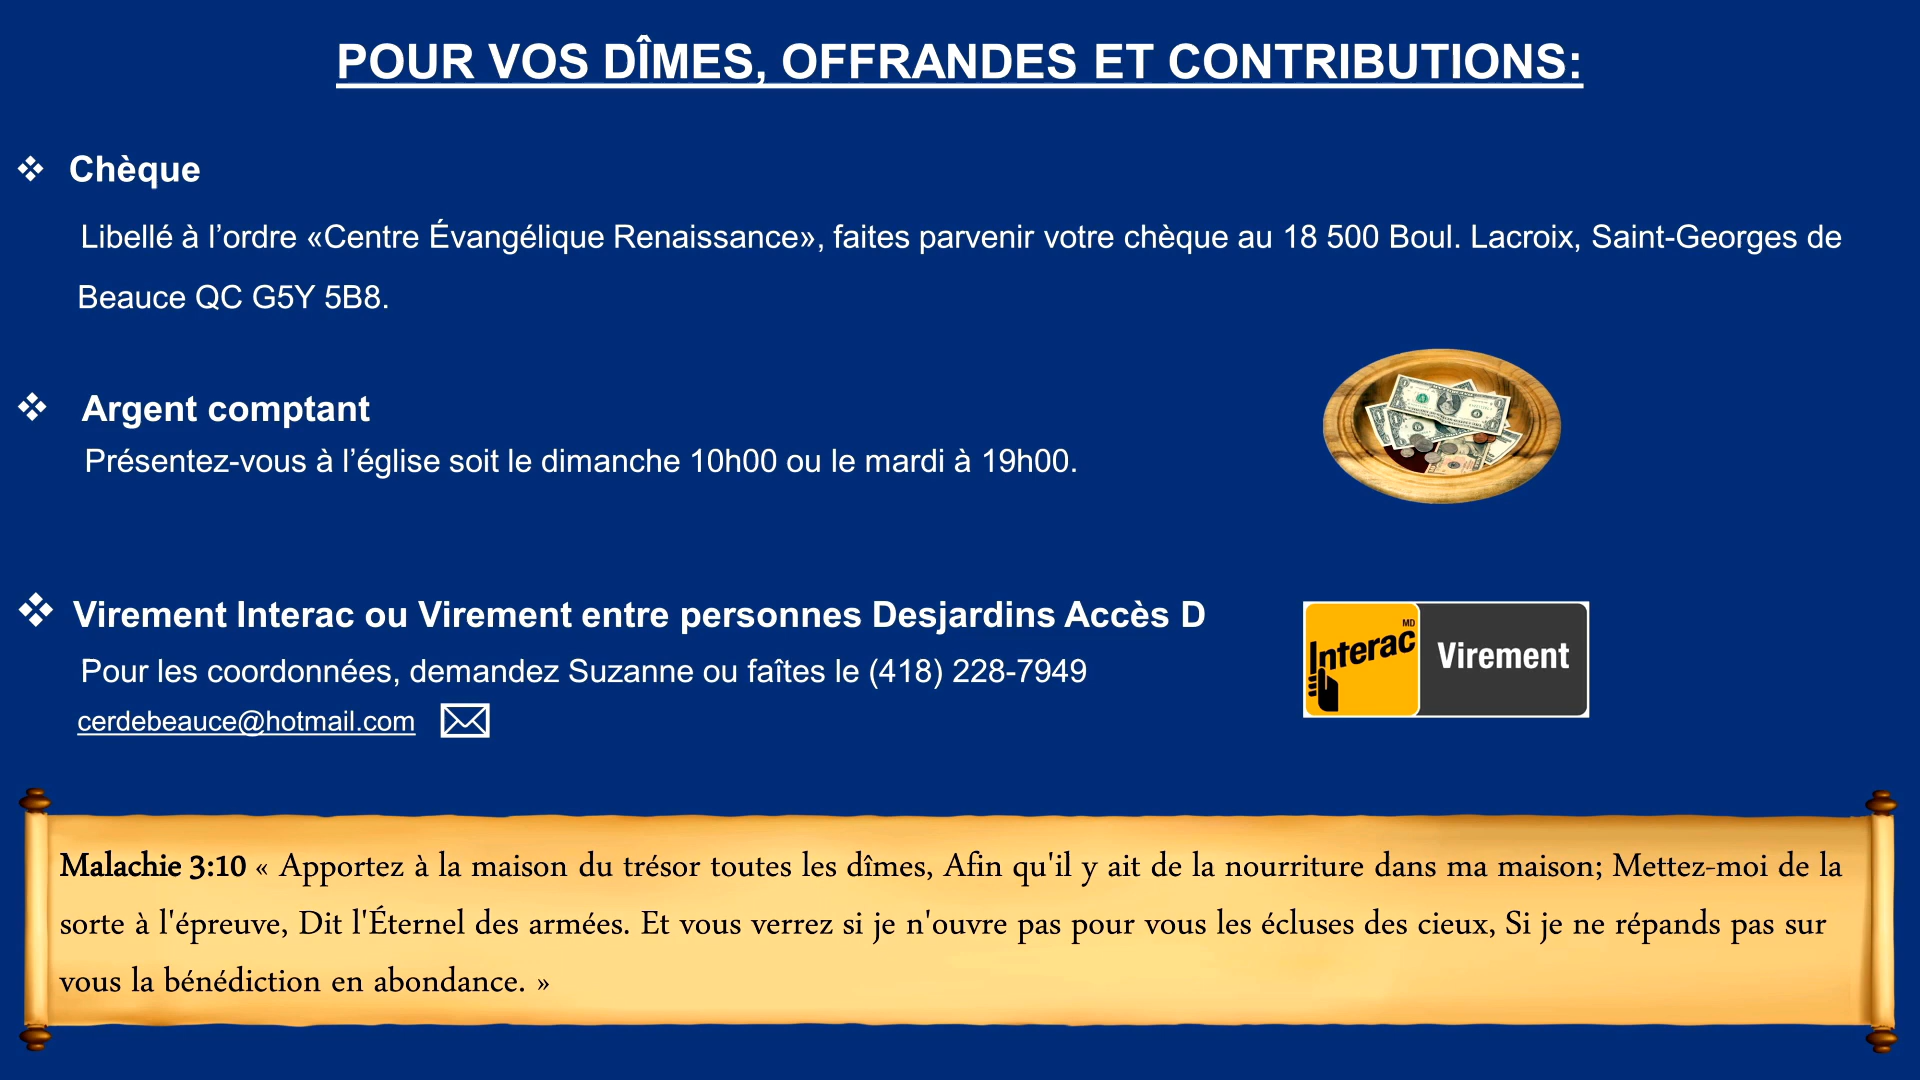 POUR VOS DÎMES, OFFRANDES ET CONTRIBUTIONS:
❖ Chèque
Libellé à l’ordre «Centre Évangélique Renaissance», faites parvenir votre chèque au 18 500 Boul. Lacroix, Saint-Georges de
Beauce QC G5Y 5B8.
❖ Argent comptant
Présentez-vous à l’église soit le dimanche 10h00 ou le mardi à 19h00.
❖ Virement Interac ou Virement entre personnes Desjardins Accès D
Interac MD Virement
Pour les coordonnées, demandez Suzanne ou faîtes le (418) 228-7949
cerdebeauce@hotmail.com
Malachie 3:10 « Apportez à la maison du trésor toutes les dîmes, Afin qu'il y ait de la nourriture dans ma maison; Mettez-moi de la
sorte à l'épreuve, Dit l'Éternel des armées. Et vous verrez si je n'ouvre pas pour vous les écluses des cieux, Si je ne répands pas sur
vous la bénédiction en abondance. »